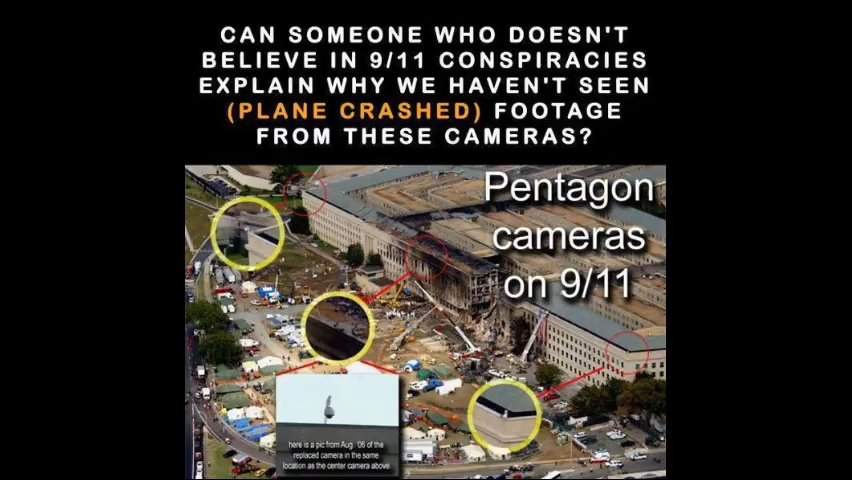 CAN SOMEONE WHO DOESN'T
BELIEVE IN 9/11 CONSPIRACIES
EXPLAIN WHY WE HAVEN'T SEEN
(PLANE CRASHED) FOOTAGE
FROM THESE CAMERAS?
Pentagon
cameras
on 9/11
here is a pic from Aug. '06 of the
replaced camera in the same
location as the center camera above